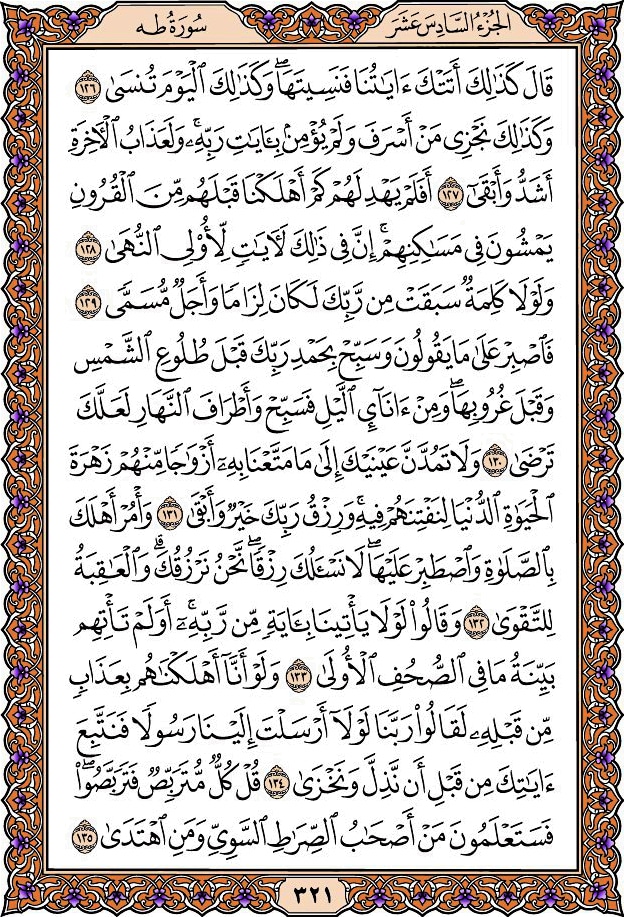 الجُزْءُ السَّادِسَ عَشَرَ
سُورَةُ طه
قَالَ كَذَٰلِكَ أَتَتْكَ ءَايَٰتُنَا فَنَسِيتَهَاۖ وَكَذَٰلِكَ ٱلْيَوْمَ تُنسَىٰ ١٢٦
وَكَذَٰلِكَ نَجْزِى مَنْ أَسْرَفَ وَلَمْ يُؤْمِنۢ بِـَٔايَٰتِ رَبِّهِۦۚ وَلَعَذَابُ ٱلْأَخِرَةِ
أَشَدُّ وَأَبْقَىٰٓ ١٢٧ أَفَلَمْ يَهْدِ لَهُمْ كَمْ أَهْلَكْنَا قَبْلَهُم مِّنَ ٱلْقُرُونِ
يَمْشُونَ فِى مَسَٰكِنِهِمْۚ إِنَّ فِى ذَٰلِكَ لَأَيَٰتٍ لِّأُو۟لِى ٱلنُّهَىٰ ١٢٨
وَلَوْلَا كَلِمَةٌ سَبَقَتْ مِن رَّبِّكَ لَكَانَ لِزَامًا وَأَجَلٌ مُّسَمًّى ١٢٩
فَٱصْبِرْ عَلَىٰ مَا يَقُولُونَ وَسَبِّحْ بِحَمْدِ رَبِّكَ قَبْلَ طُلُوعِ ٱلشَّمْسِ
وَقَبْلَ غُرُوبِهَاۖ وَمِنْ ءَانَآئِ ٱلَّيْلِ فَسَبِّحْ وَأَطْرَافَ ٱلنَّهَارِ لَعَلَّكَ
تَرْضَىٰ ١٣٠ وَلَا تَمُدَّنَّ عَيْنَيْكَ إِلَىٰ مَا مَتَّعْنَا بِهِۦٓ أَزْوَٰجًا مِّنْهُمْ زَهْرَةَ
ٱلْحَيَوٰةِ ٱلدُّنْيَا لِنَفْتِنَهُمْ فِيهِۚ وَرِزْقُ رَبِّكَ خَيْرٌ وَأَبْقَىٰ ١٣١ وَأْمُرْ أَهْلَكَ
بِٱلصَّلَوٰةِ وَٱصْطَبِرْ عَلَيْهَاۖ لَا نَسْـَٔلُكَ رِزْقًاۖ نَّحْنُ نَرْزُقُكَۗ وَٱلْعَٰقِبَةُ
لِلتَّقْوَىٰ ١٣٢ وَقَالُوا۟ لَوْلَا يَأْتِينَا بِـَٔايَةٍ مِّن رَّبِّهِۦٓۚ أَوَلَمْ تَأْتِهِم
بَيِّنَةُ مَا فِى ٱلصُّحُفِ ٱلْأُولَىٰ ١٣٣ وَلَوْ أَنَّآ أَهْلَكْنَٰهُم بِعَذَابٍ
مِّن قَبْلِهِۦ لَقَالُوا۟ رَبَّنَا لَوْلَآ أَرْسَلْتَ إِلَيْنَا رَسُولًا فَنَتَّبِعَ
ءَايَٰتِكَ مِن قَبْلِ أَن نَّذِلَّ وَنَخْزَىٰ ١٣٤ قُلْ كُلٌّ مُّتَرَبِّصٌ فَتَرَبَّصُوا۟ۖ
فَسَتَعْلَمُونَ مَنْ أَصْحَٰبُ ٱلصِّرَٰطِ ٱلسَّوِىِّ وَمَنِ ٱهْتَدَىٰ ١٣٥
٣٢١